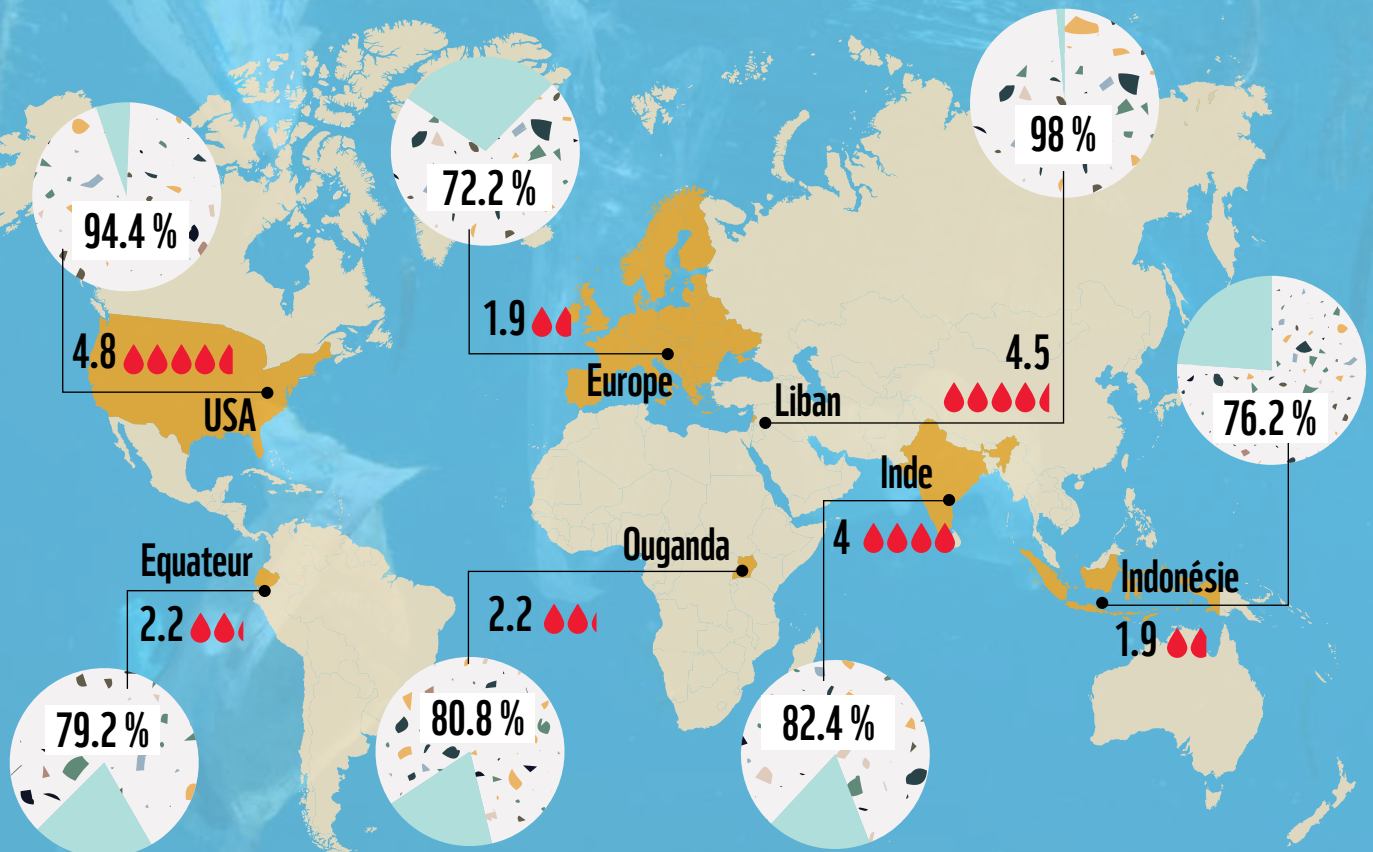 98 %
72.2 %
94.4 %
1.9
4.8
4.5
Europe
Liban
USA
76.2 %
Inde
4
Ouganda
Equateur
Indonésie
2.2
2.2
1.9
79.2 %
80.8 %
82.4 %